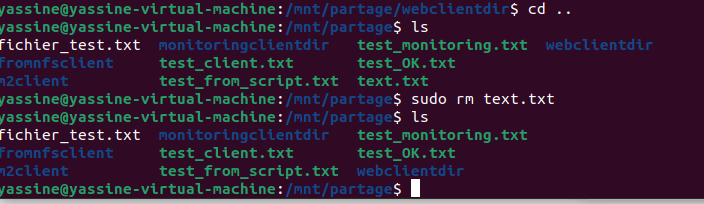 yassine@yassine-virtual-machine:/mnt/partage/webclientdir$ cd ..
yassine@yassine-virtual-machine:/mnt/partage$ ls
fichier_test.txt monitoringclientdir test_monitoring.txt webclientdir
fromnfsclient test_client.txt test_OK.txt
m2client test_from_script.txt text.txt
yassine@yassine-virtual-machine:/mnt/partage$ sudo rm text.txt
yassine@yassine-virtual-machine:/mnt/partage$ ls
fichier_test.txt monitoringclientdir test_monitoring.txt
fromnfsclient test_client.txt test_OK.txt
m2client test_from_script.txt webclientdir
yassine@yassine-virtual-machine:/mnt/partage$